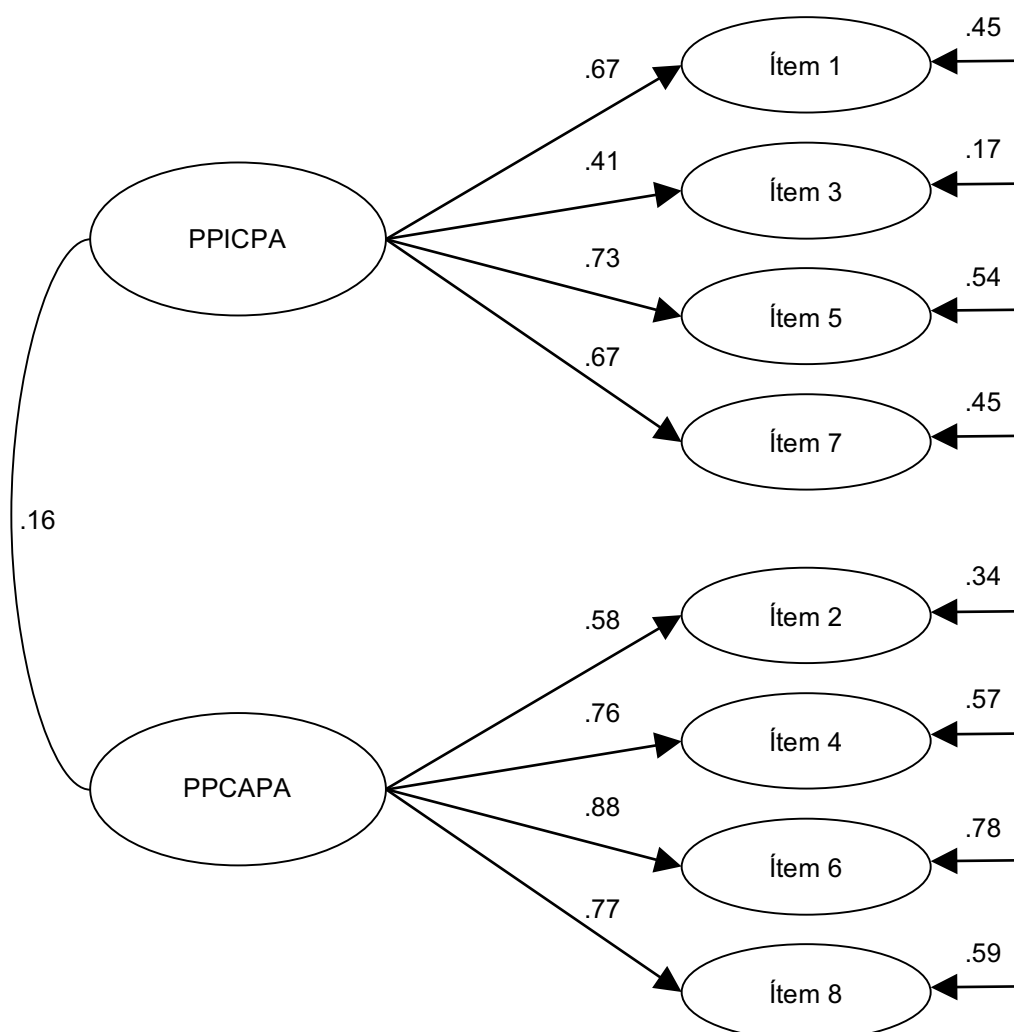 .45
.67
Ítem 1
.17
.41
Ítem 3
PPICPA
.73
.54
Ítem 5
.67
.45
Ítem 7
.16
.34
.58
Ítem 2
.57
.76
Ítem 4
PPCAPA
.88
.78
Ítem 6
.77
.59
Ítem 8